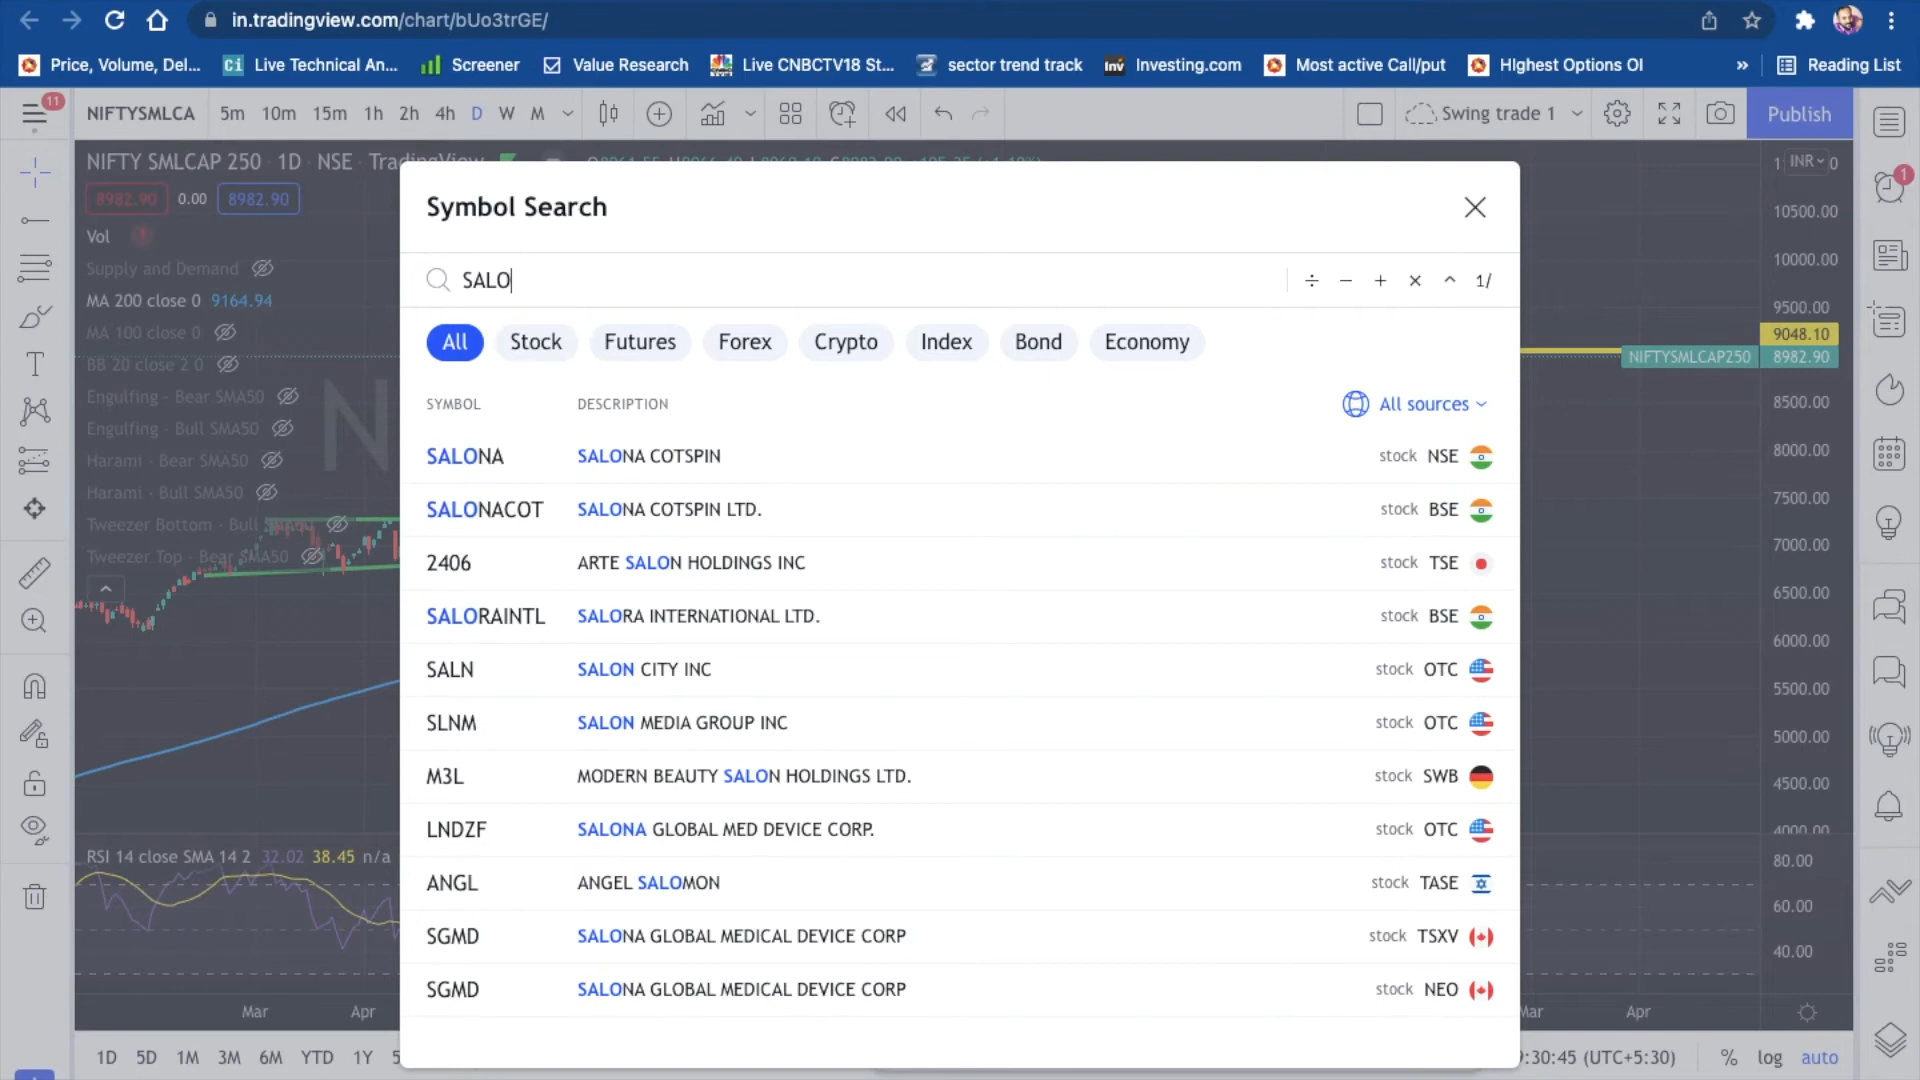 in.tradingview.com/chart/bUo3trGE/
Price, Volume, Del... Ci Live Technical An... Screener Value Research Live CNBCTV18 St... sector trend track Inv Investing.com Most active Call/put HIghest Options OI » Reading List
11 NIFTYSMLCA 5m 10m 15m 1h 2h 4h D W M Swing trade 1 Publish
NIFTY SMLCAP 250 · 1D · NSE · TradingView
INR
8982.90 0.00 8982.90
Vol
Supply and Demand
MA 200 close 0 9164.94
MA 100 close 0
BB 20 close 2 0
Engulfing - Bear SMA50
Engulfing - Bull SMA50
Harami - Bear SMA50
Harami - Bull SMA50
Tweezer Bottom - Bull
Tweezer Top - Bear SMA50
Symbol Search
SALO ÷ − + × ^ 1/
All Stock Futures Forex Crypto Index Bond Economy
SYMBOL DESCRIPTION All sources
SALONA SALONA COTSPIN stock NSE
SALONACOT SALONA COTSPIN LTD. stock BSE
2406 ARTE SALON HOLDINGS INC stock TSE
SALORAINTL SALORA INTERNATIONAL LTD. stock BSE
SALN SALON CITY INC stock OTC
SLNM SALON MEDIA GROUP INC stock OTC
M3L MODERN BEAUTY SALON HOLDINGS LTD. stock SWB
LNDZF SALONA GLOBAL MED DEVICE CORP. stock OTC
ANGL ANGEL SALOMON stock TASE
SGMD SALONA GLOBAL MEDICAL DEVICE CORP stock TSXV
SGMD SALONA GLOBAL MEDICAL DEVICE CORP stock NEO
1
10500.00
10000.00
9500.00
9048.10
NIFTYSMLCAP250 8982.90
8500.00
8000.00
7500.00
7000.00
6500.00
6000.00
5500.00
5000.00
4500.00
4000.00
RSI 14 close SMA 14 2 32.02 38.45 n/a
80.00
60.00
40.00
Mar Apr Mar Apr
1D 5D 1M 3M 6M YTD 1Y 5 :30:45 (UTC+5:30) % log auto